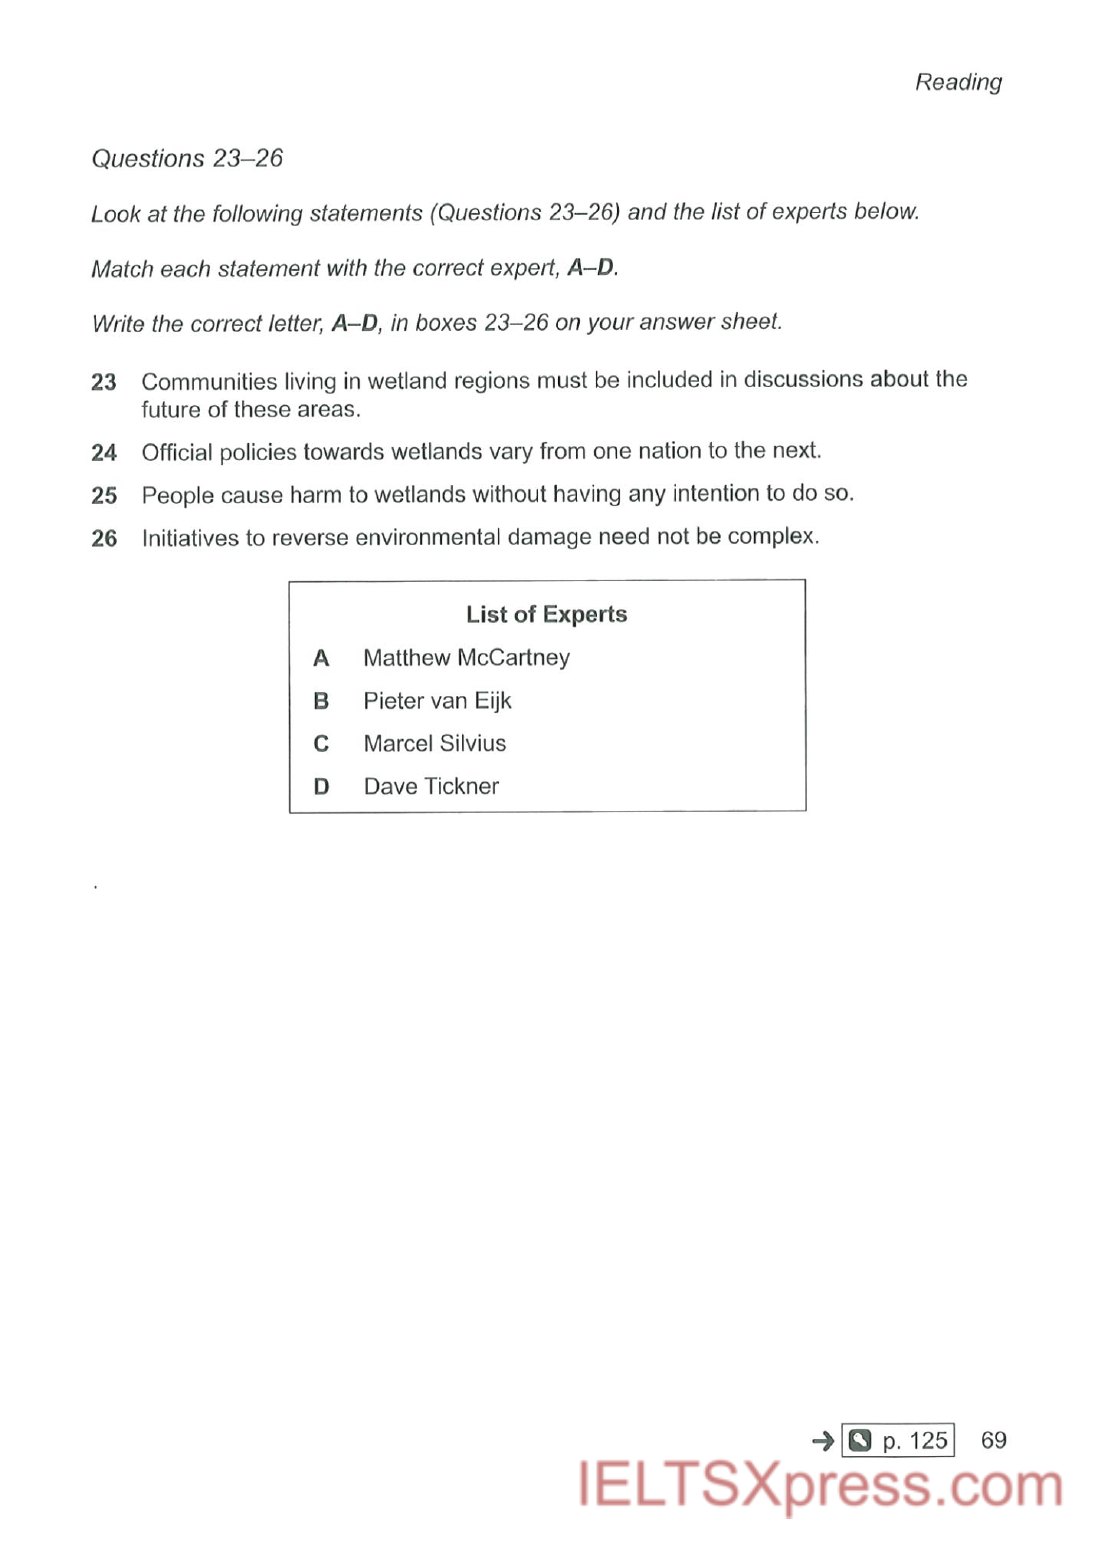 Reading
Questions 23–26
Look at the following statements (Questions 23–26) and the list of experts below.
Match each statement with the correct expert, A–D.
Write the correct letter, A–D, in boxes 23–26 on your answer sheet.
23 Communities living in wetland regions must be included in discussions about the
future of these areas.
24 Official policies towards wetlands vary from one nation to the next.
25 People cause harm to wetlands without having any intention to do so.
26 Initiatives to reverse environmental damage need not be complex.
List of Experts
A Matthew McCartney
B Pieter van Eijk
C Marcel Silvius
D Dave Tickner
→ p. 125 69
IELTSXpress.com